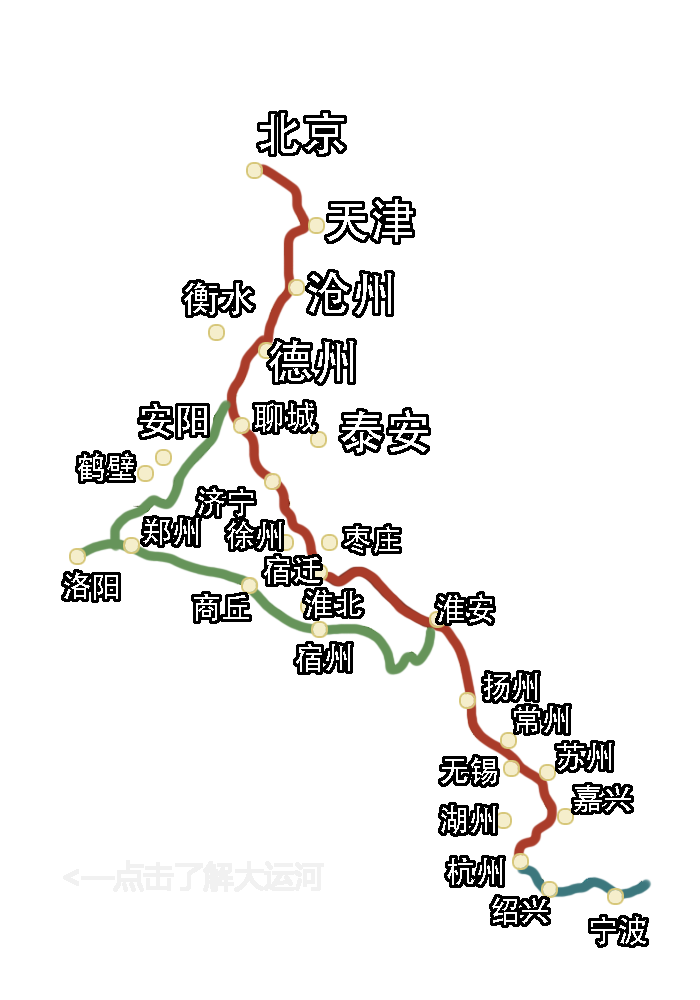 北京
天津
衡水
沧州
德州
安阳
聊城
泰安
鹤壁
济宁
郑州
徐州
枣庄
洛阳
宿迁
商丘
淮北
淮安
宿州
扬州
常州
无锡
苏州
湖州
嘉兴
杭州
<—点击了解大运河
绍兴
宁波